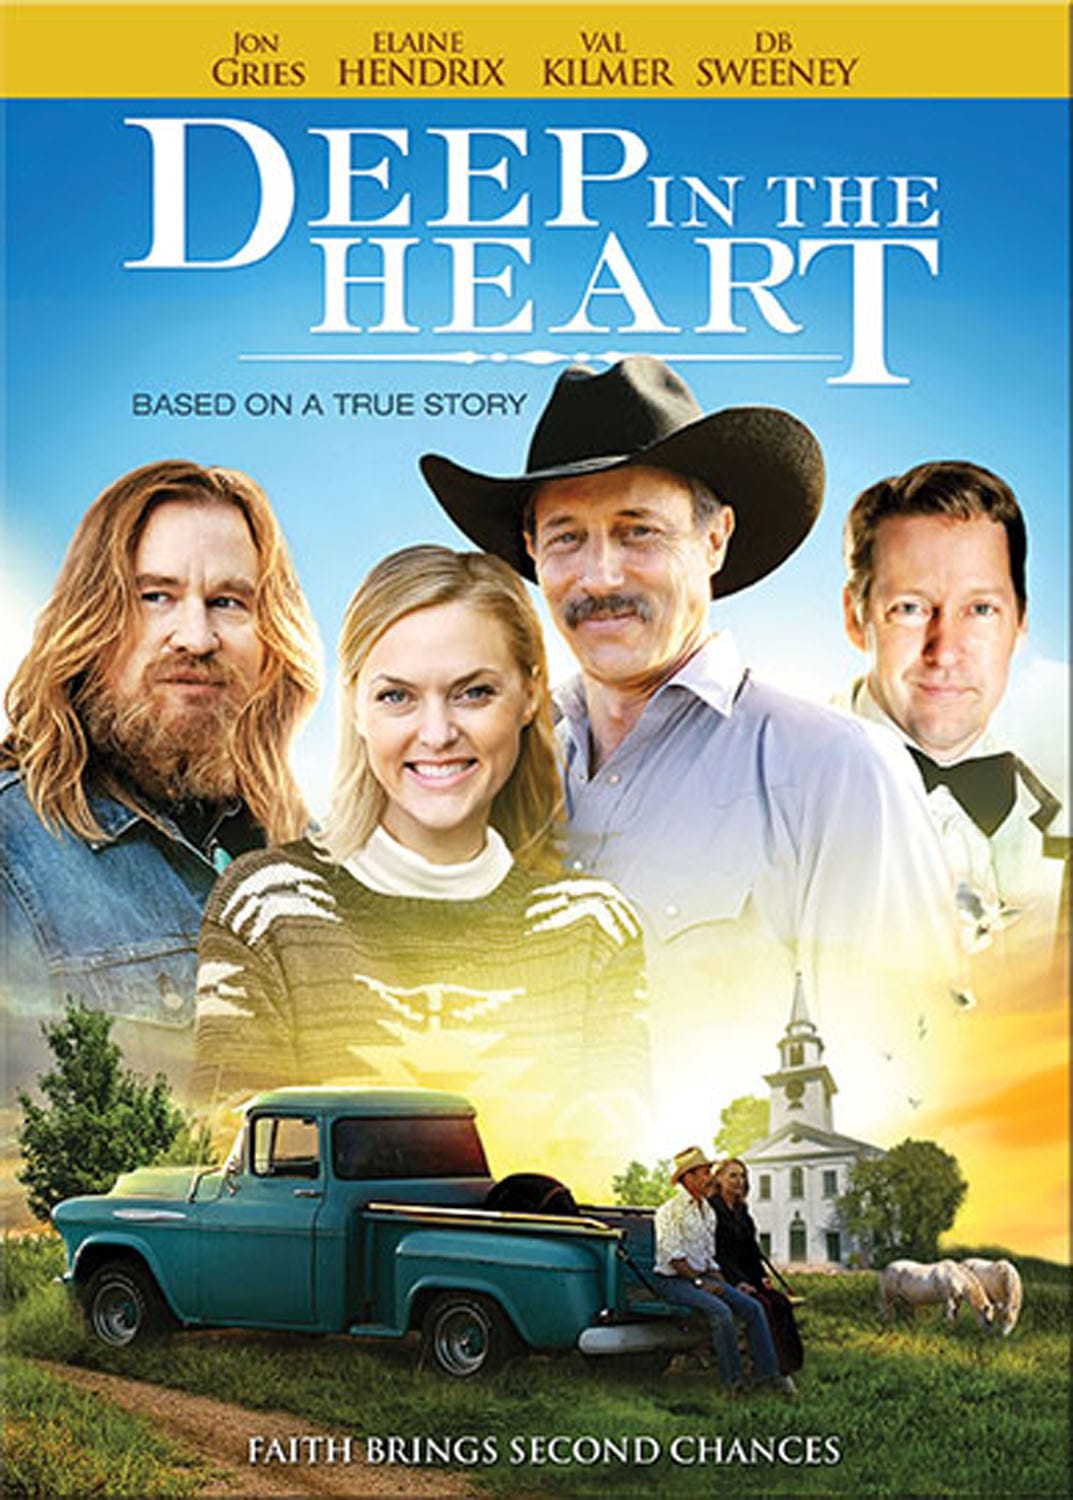 JON ELAINE VAL DB
GRIES HENDRIX KILMER SWEENEY
DEEP IN THE
HEART
BASED ON A TRUE STORY
FAITH BRINGS SECOND CHANCES